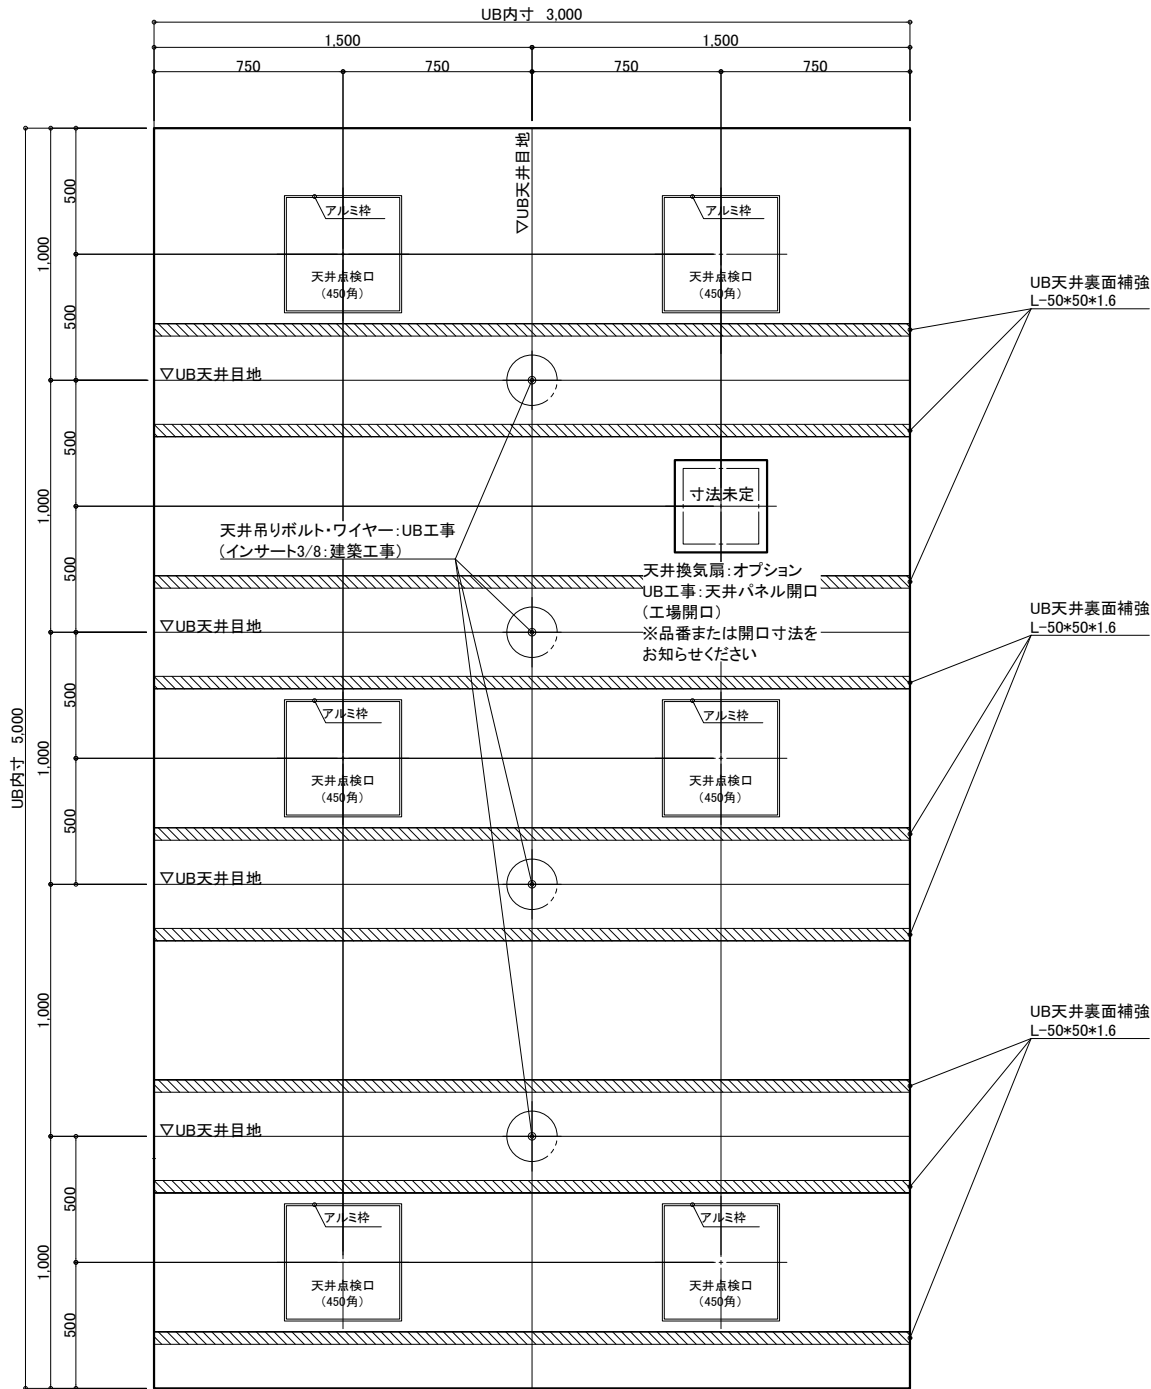 UB内寸 3,000
1,500
1,500
750
750
750
750
▽UB天井目地
500
1,000
500
アルミ枠
天井点検口
(450角)
アルミ枠
天井点検口
(450角)
UB天井裏面補強
L-50*50*1.6
▽UB天井目地
500
1,000
500
寸法未定
天井吊りボルト・ワイヤー:UB工事
(インサート3/8:建築工事)
天井換気扇:オプション
UB工事:天井パネル開口
(工場開口)
※品番または開口寸法を
お知らせください
▽UB天井目地
UB天井裏面補強
L-50*50*1.6
UB内寸 5,000
500
1,000
500
アルミ枠
天井点検口
(450角)
アルミ枠
天井点検口
(450角)
▽UB天井目地
1,000
UB天井裏面補強
L-50*50*1.6
▽UB天井目地
500
1,000
500
アルミ枠
天井点検口
(450角)
アルミ枠
天井点検口
(450角)